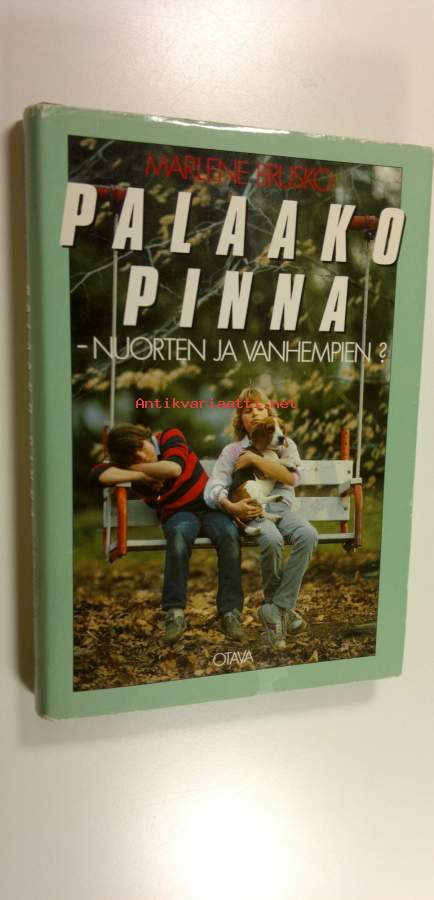 MARLENE BRUSKO
PALAAKO
PINNA
- NUORTEN JA VANHEMPIEN ?
Antikvariaatti.net
OTAVA